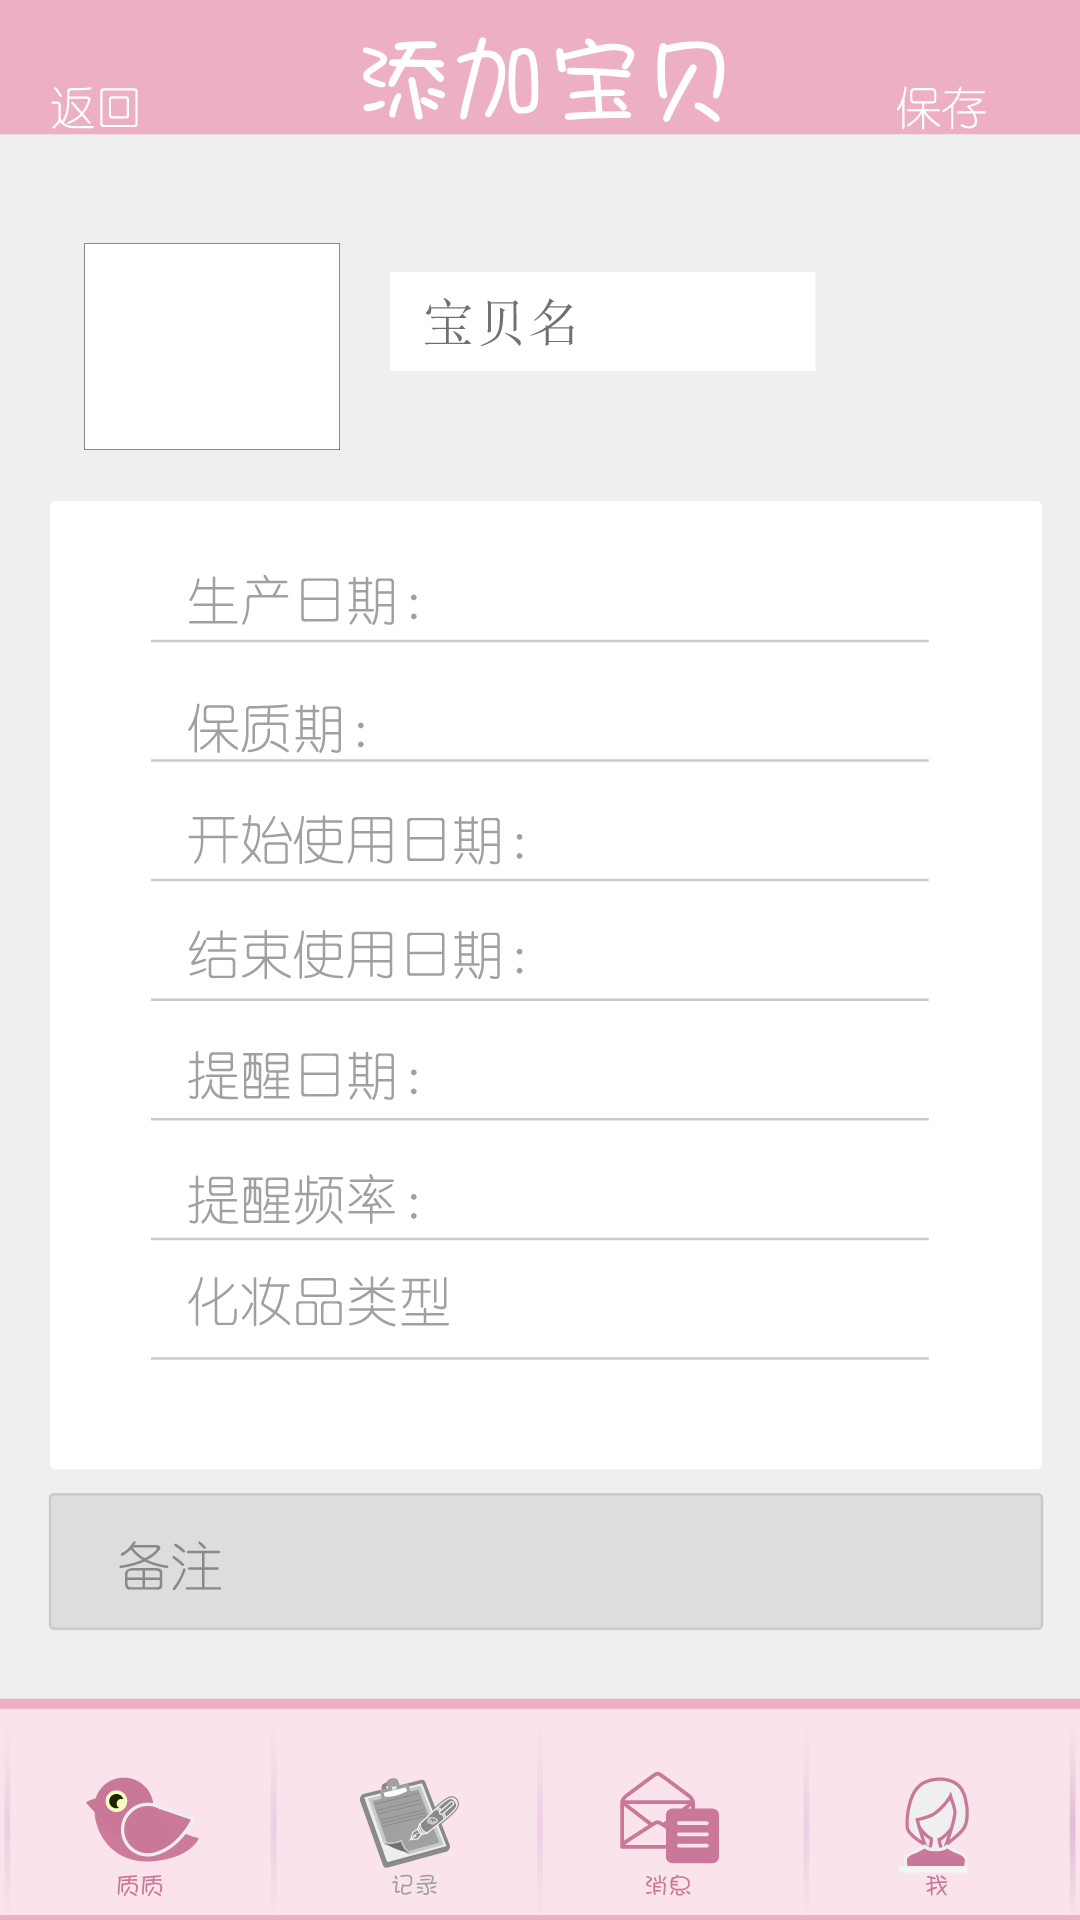 返回 添加宝贝 保存
宝贝名
生产日期:
保质期:
开始使用日期:
结束使用日期:
提醒日期:
提醒频率:
化妆品类型
备注
质质 记录 消息 我